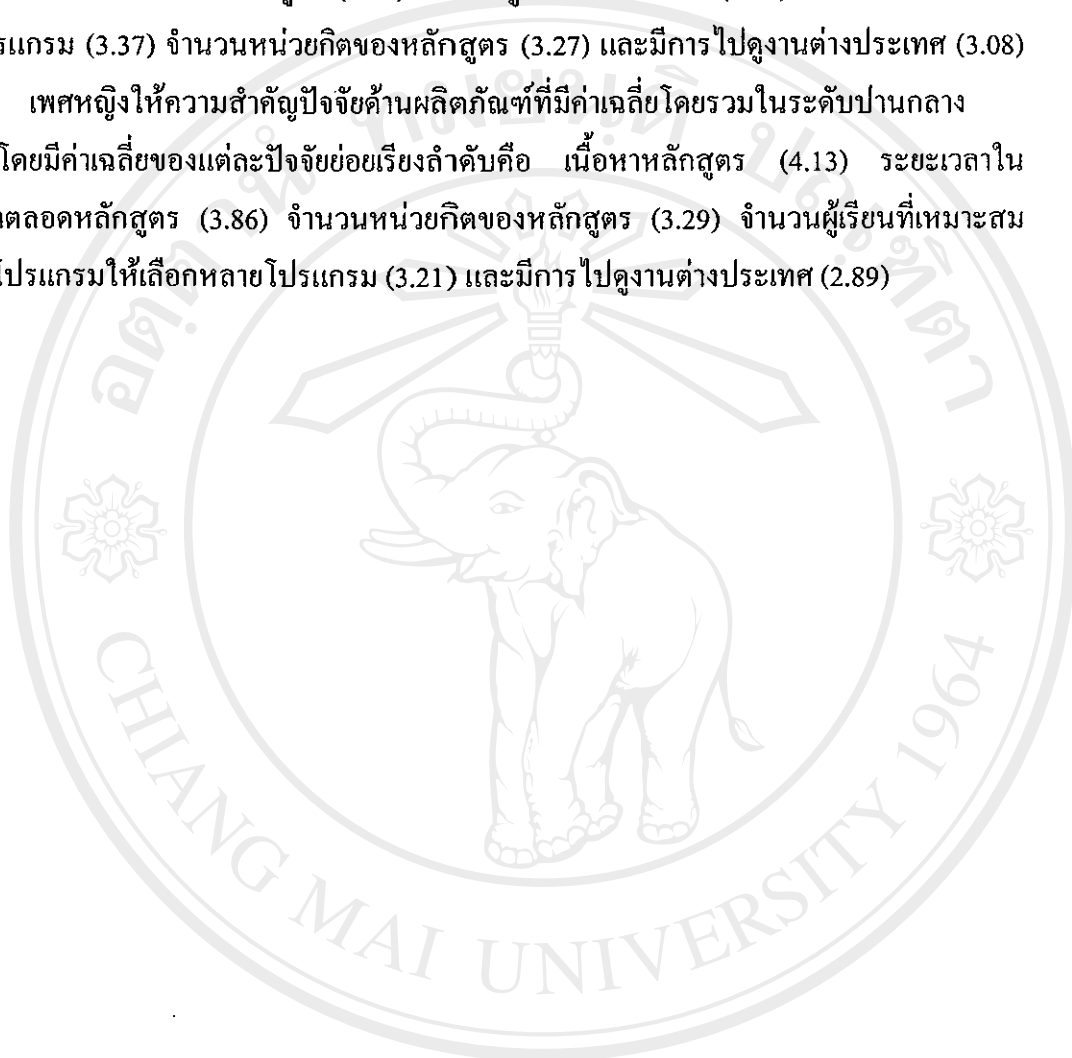 รแกรม (3.37) จำนวนหน่วยกิตของหลักสูตร (3.27) และมีการไปดูงานต่างประเทศ (3.08)
เพศหญิงให้ความสำคัญปัจจัยด้านผลิตภัณฑ์ที่มีค่าเฉลี่ยโดยรวมในระดับปานกลาง
โดยมีค่าเฉลี่ยของแต่ละปัจจัยย่อยเรียงลำดับคือ เนื้อหาหลักสูตร (4.13) ระยะเวลาใน
ตลอดหลักสูตร (3.86) จำนวนหน่วยกิตของหลักสูตร (3.29) จำนวนผู้เรียนที่เหมาะสม
โปรแกรมให้เลือกหลายโปรแกรม (3.21) และมีการไปดูงานต่างประเทศ (2.89)
CHIANG MAI UNIVERSITY 1964